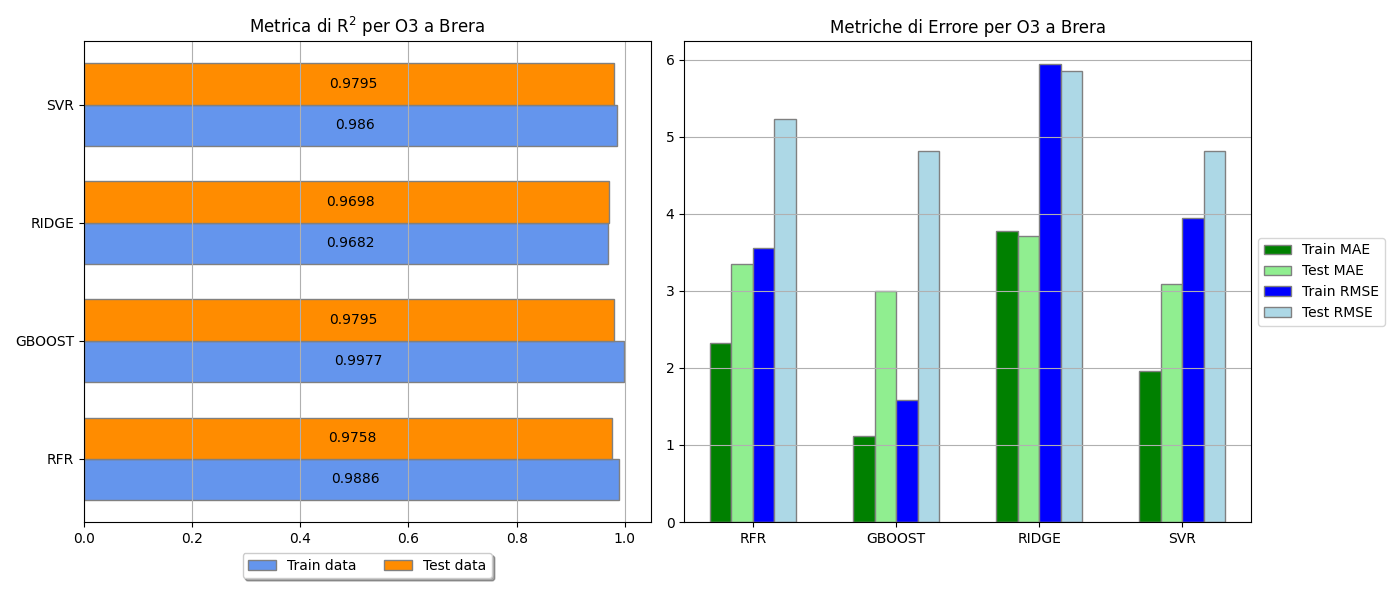 Metrica di R² per O3 a Brera
SVR
0.9795
0.986
RIDGE
0.9698
0.9682
GBOOST
0.9795
0.9977
RFR
0.9758
0.9886
0.0 0.2 0.4 0.6 0.8 1.0
Train data Test data
Metriche di Errore per O3 a Brera
6
5
4
3
2
1
0
RFR GBOOST RIDGE SVR
Train MAE
Test MAE
Train RMSE
Test RMSE